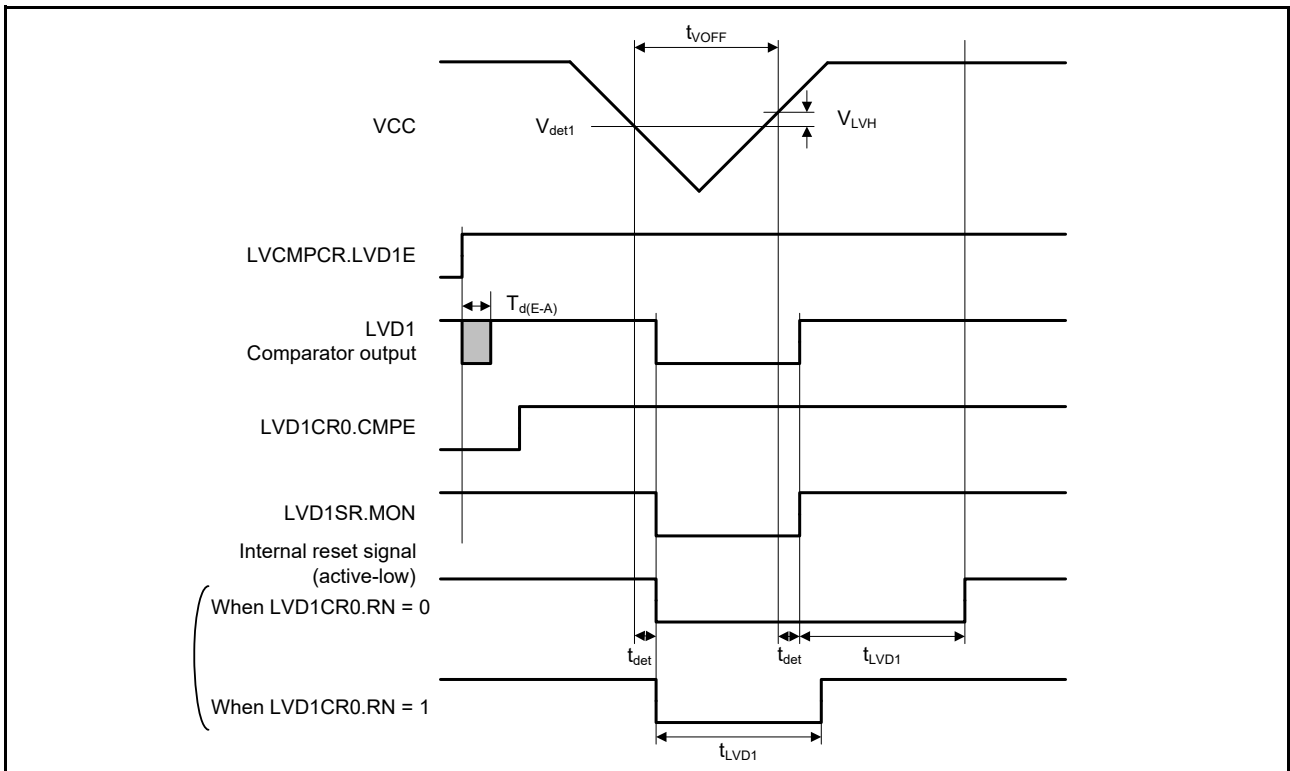 tVOFF
VCC
Vdet1
VLVH
LVCMPCR.LVD1E
Td(E-A)
LVD1
Comparator output
LVD1CR0.CMPE
LVD1SR.MON
Internal reset signal
(active-low)
When LVD1CR0.RN = 0
tdet
tdet
tLVD1
When LVD1CR0.RN = 1
tLVD1